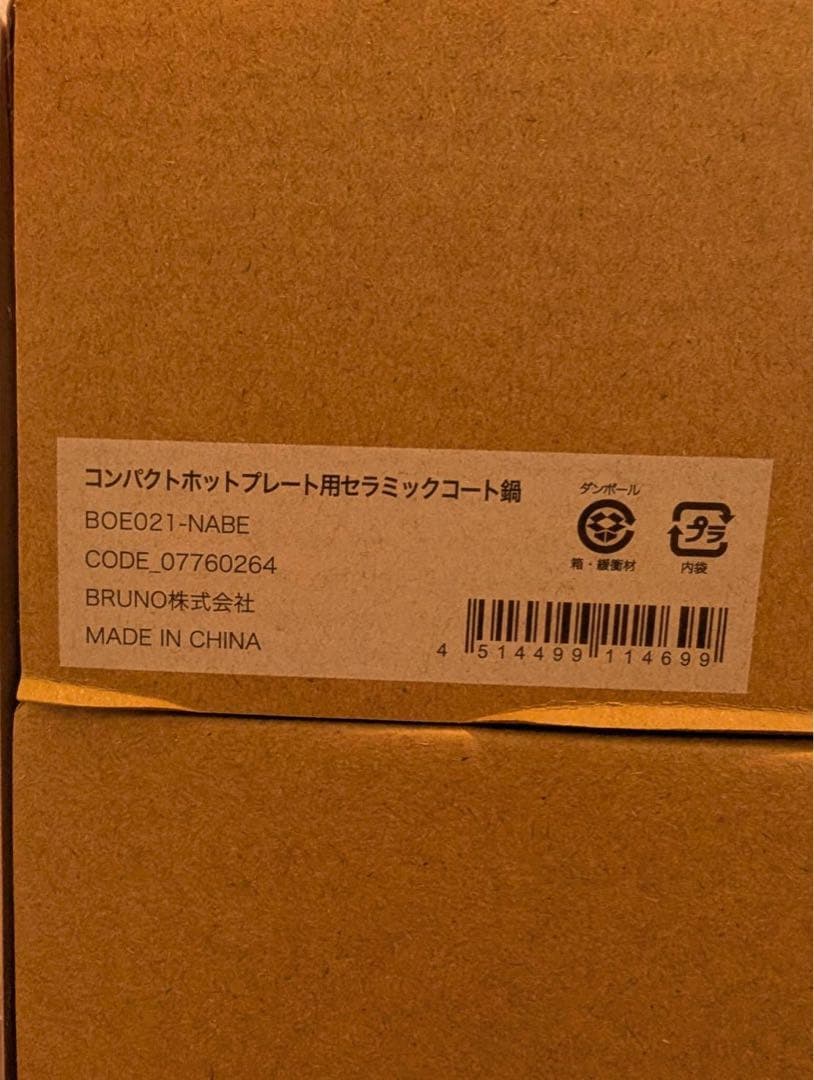 コンパクトホットプレート用セラミックコート鍋
BOE021-NABE
CODE_07760264
BRUNO株式会社
MADE IN CHINA
ダンボール
箱・緩衝材
プラ
内袋
4 514499 114699